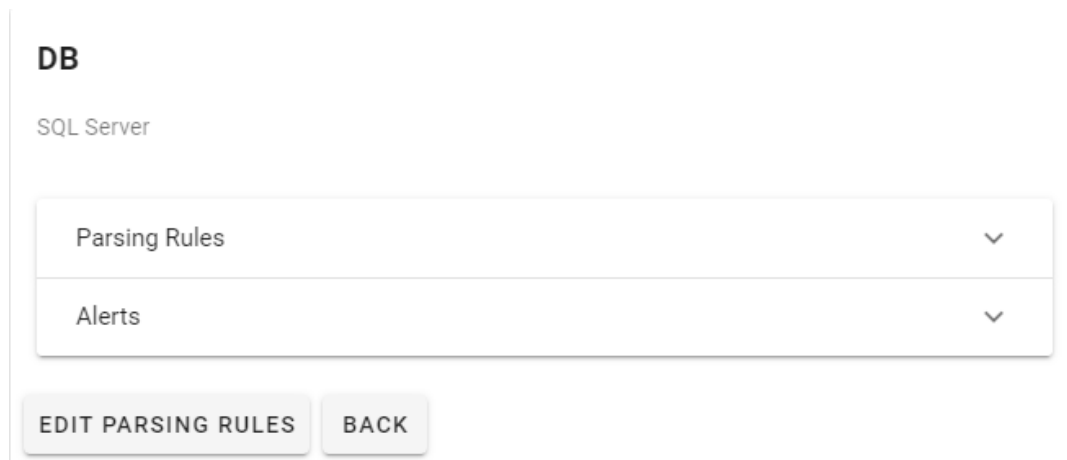 DB
SQL Server
Parsing Rules
Alerts
EDIT PARSING RULES BACK